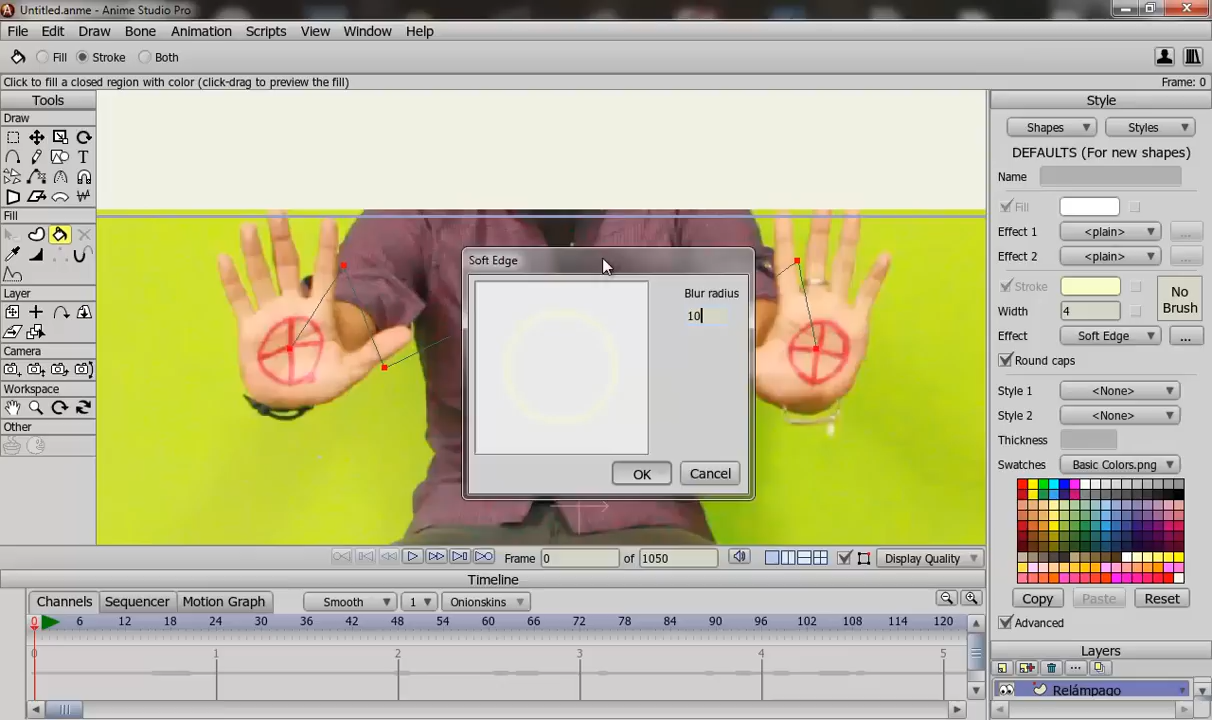 Untitled.anme - Anime Studio Pro
File Edit Draw Bone Animation Scripts View Window Help
Fill Stroke Both
Click to fill a closed region with color (click-drag to preview the fill) Frame: 0
Tools
Draw
T
Fill
Layer
Camera
Workspace
Other
Soft Edge
Blur radius
10
OK Cancel
Style
Shapes Styles
DEFAULTS (For new shapes)
Name
Fill
Effect 1 <plain> ...
Effect 2 <plain> ...
Stroke
No Brush
Width 4
Effect Soft Edge ...
Round caps
Style 1 <None>
Style 2 <None>
Thickness
Swatches Basic Colors.png
Copy Paste Reset
Advanced
Layers
Relámpago
Frame 0 of 1050 Display Quality
Timeline
Channels Sequencer Motion Graph Smooth 1 Onionskins
0 6 12 18 24 30 36 42 48 54 60 66 72 78 84 90 96 102 108 114 120
0 1 2 3 4 5